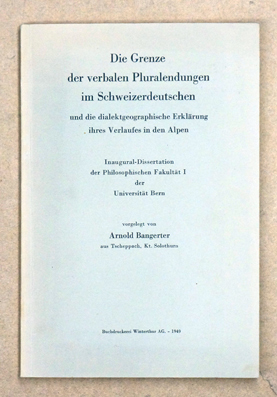 Die Grenze
der verbalen Pluralendungen
im Schweizerdeutschen
und die dialektgeographische Erklärung
ihres Verlaufes in den Alpen
Inaugural-Dissertation
der Philosophischen Fakultät I
der
Universität Bern
vorgelegt von
Arnold Bangerter
aus Tscheppach, Kt. Solothurn
Buchdruckerei Winterthur AG. - 1949